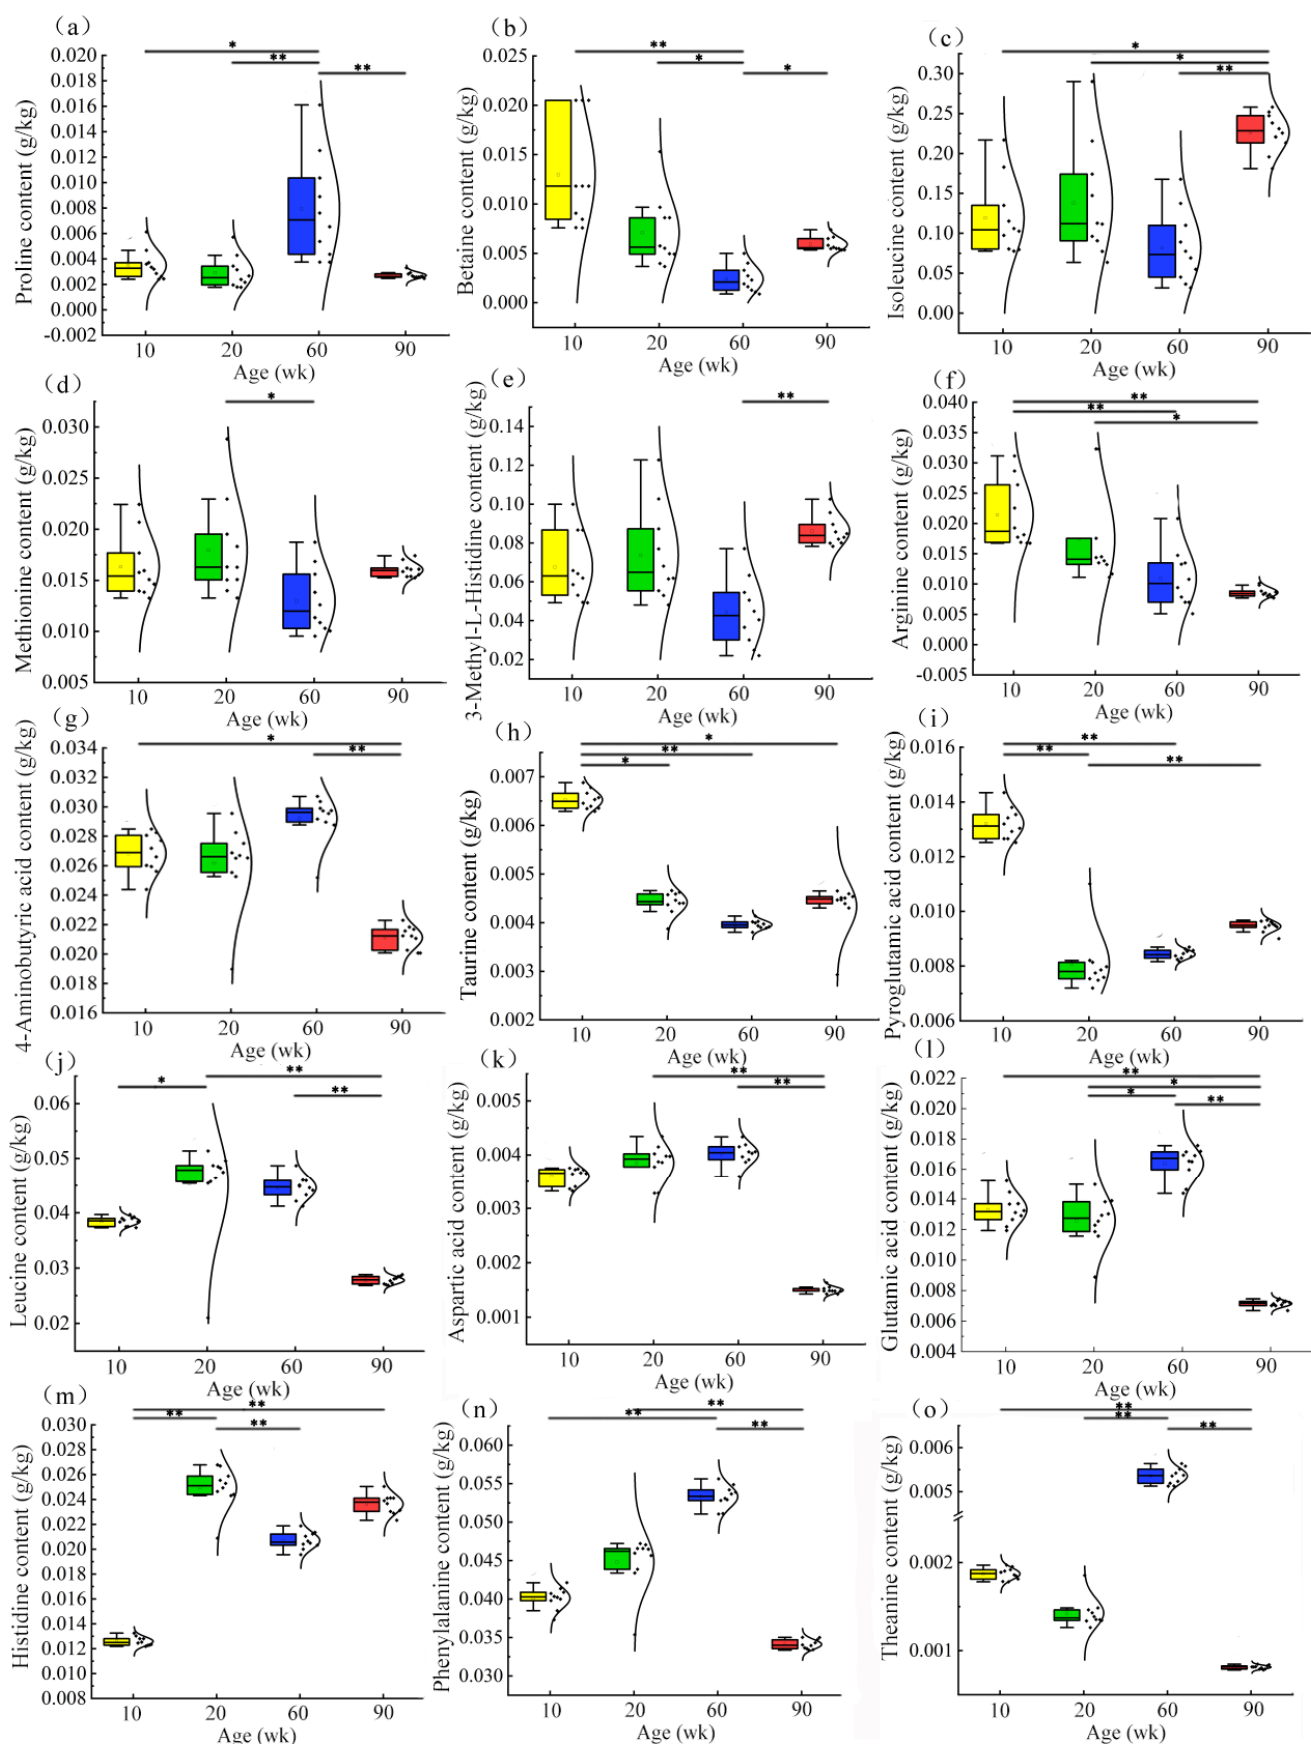 (a)
* 
** **
0.020
0.018
0.016
0.014
0.012
0.010
0.008
0.006
0.004
0.002
0.000
-0.002
Proline content (g/kg)
10 20 60 90
Age (wk)
(b)
**
* *
0.025
0.020
0.015
0.010
0.005
0.000
Betaine content (g/kg)
10 20 60 90
Age (wk)
(c)
*
*
**
0.30
0.25
0.20
0.15
0.10
0.05
0.00
Isoleucine content (g/kg)
10 20 60 90
Age (wk)
(d)
*
0.030
0.025
0.020
0.015
0.010
0.005
Methionine content (g/kg)
10 20 60 90
Age (wk)
(e)
**
0.14
0.12
0.10
0.08
0.06
0.04
0.02
3-Methyl-L-Histidine content (g/kg)
10 20 60 90
Age (wk)
(f)
**
**
*
0.040
0.035
0.030
0.025
0.020
0.015
0.010
0.005
0.000
-0.005
Arginine content (g/kg)
10 20 60 90
Age (wk)
(g)
*
**
0.034
0.032
0.030
0.028
0.026
0.024
0.022
0.020
0.018
0.016
4-Aminobutyric acid content (g/kg)
10 20 60 90
Age (wk)
(h)
*
**
*
0.007
0.006
0.005
0.004
0.003
0.002
Taurine content (g/kg)
10 20 60 90
Age (wk)
(i)
**
**
**
0.016
0.014
0.012
0.010
0.008
0.006
Pyroglutamic acid content (g/kg)
10 20 60 90
Age (wk)
(j)
**
*
**
0.06
0.05
0.04
0.03
0.02
Leucine content (g/kg)
10 20 60 90
Age (wk)
(k)
**
**
0.005
0.004
0.003
0.002
0.001
Aspartic acid content (g/kg)
10 20 60 90
Age (wk)
(l)
**
*
*
**
0.022
0.020
0.018
0.016
0.014
0.012
0.010
0.008
0.006
0.004
Glutamic acid content (g/kg)
10 20 60 90
Age (wk)
(m)
**
**
**
0.030
0.028
0.026
0.024
0.022
0.020
0.018
0.016
0.014
0.012
0.010
0.008
Histidine content (g/kg)
10 20 60 90
Age (wk)
(n)
**
**
**
0.060
0.055
0.050
0.045
0.040
0.035
0.030
Phenylalanine content (g/kg)
10 20 60 90
Age (wk)
(o)
**
**
**
0.006
0.005
0.002
0.001
Theanine content (g/kg)
10 20 60 90
Age (wk)